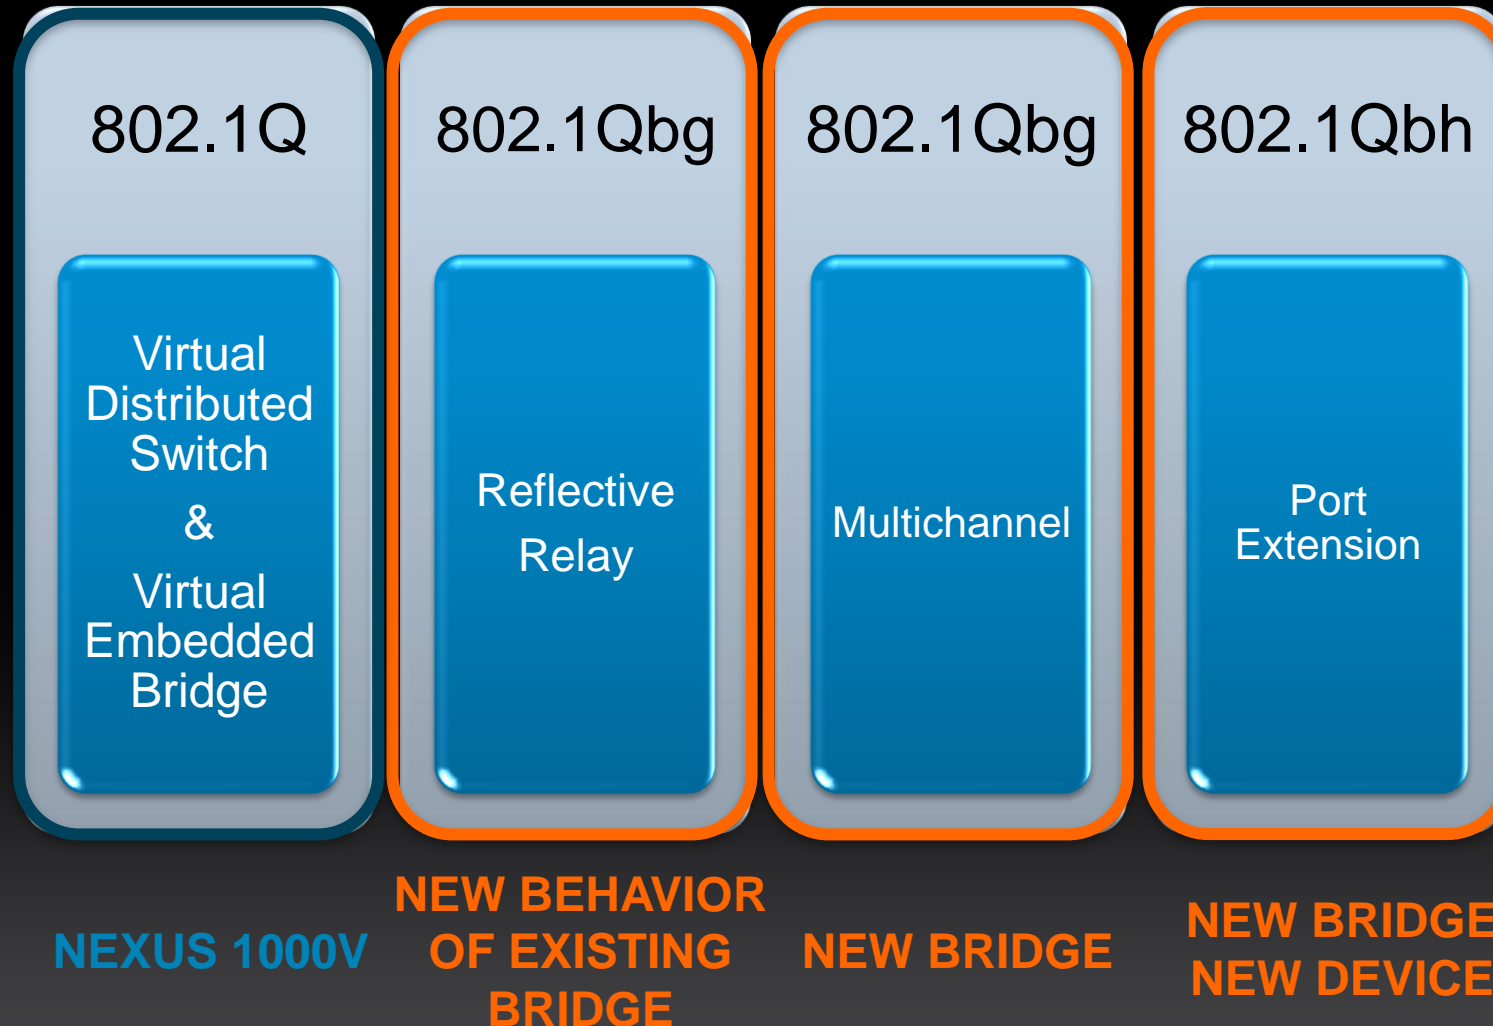 802.1Q
Virtual
Distributed
Switch
&
Virtual
Embedded
Bridge
NEXUS 1000V
802.1Qbg
Reflective
Relay
NEW BEHAVIOR
OF EXISTING
BRIDGE
802.1Qbg
Multichannel
NEW BRIDGE
802.1Qbh
Port
Extension
NEW BRIDGE
NEW DEVICE